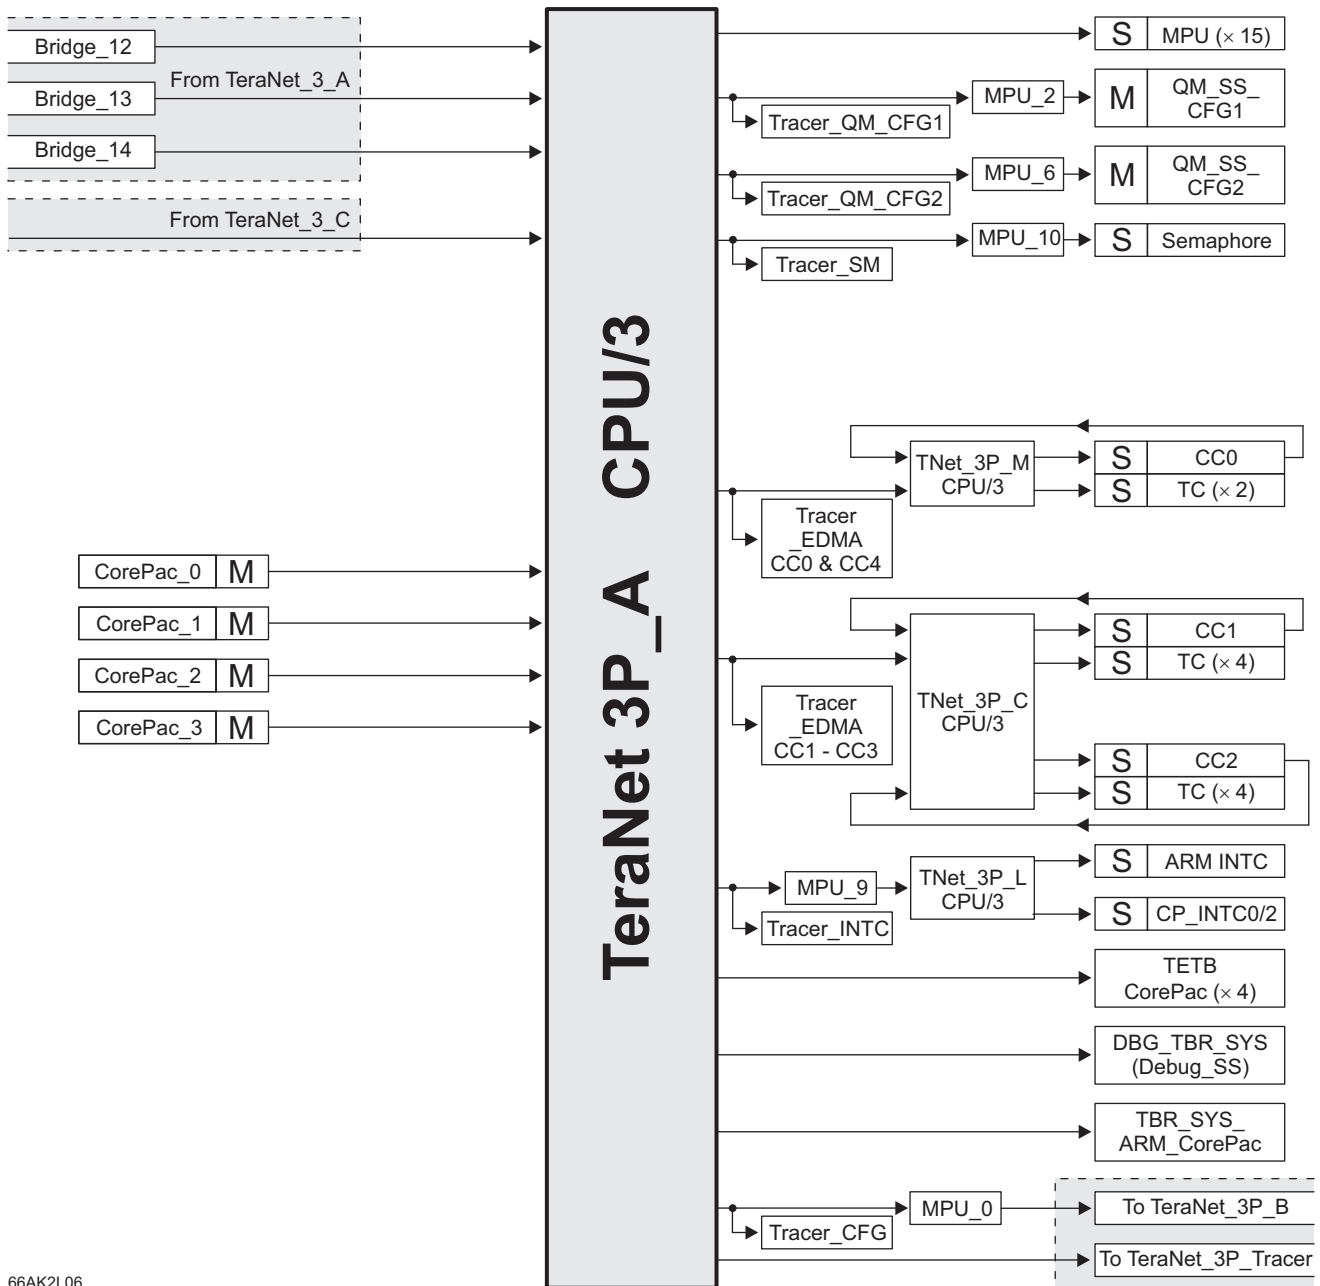 Bridge_12
From TeraNet_3_A
Bridge_13
Bridge_14
From TeraNet_3_C
CorePac_0 M
CorePac_1 M
CorePac_2 M
CorePac_3 M
TeraNet 3P_A CPU/3
S MPU (× 15)
MPU_2
M
QM_SS_
CFG1
Tracer_QM_CFG1
MPU_6
M
QM_SS_
CFG2
Tracer_QM_CFG2
MPU_10
S Semaphore
Tracer_SM
TNet_3P_M
CPU/3
S CC0
S TC (× 2)
Tracer
_EDMA
CC0 & CC4
TNet_3P_C
CPU/3
S CC1
S TC (× 4)
Tracer
_EDMA
CC1 - CC3
S CC2
S TC (× 4)
MPU_9
TNet_3P_L
CPU/3
S ARM INTC
S CP_INTC0/2
Tracer_INTC
TETB
CorePac (× 4)
DBG_TBR_SYS
(Debug_SS)
TBR_SYS_
ARM_CorePac
MPU_0
To TeraNet_3P_B
Tracer_CFG
To TeraNet_3P_Tracer
66AK2L06